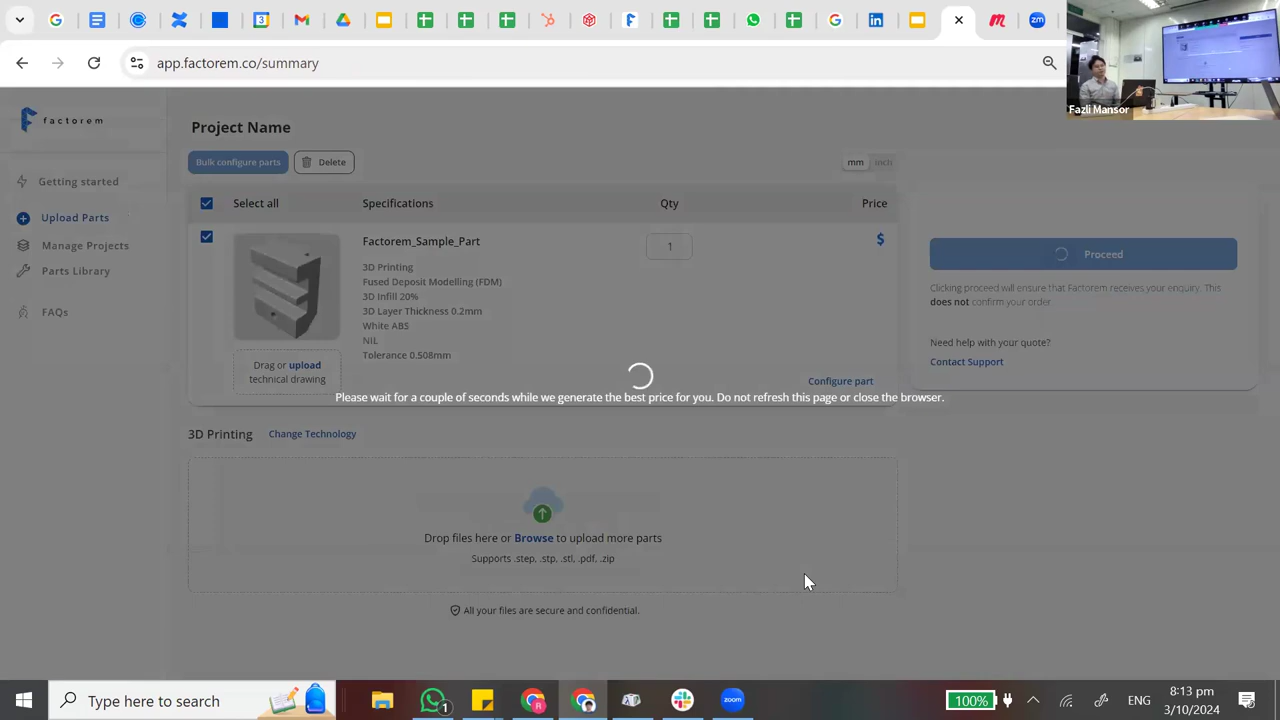 app.factorem.co/summary
Fazli Mansor
factorem
Project Name
Getting started
Upload Parts
Manage Projects
Parts Library
FAQs
Bulk configure parts
Delete
mm
inch
Select all
Specifications
Qty
Price
Factorem_Sample_Part
1
$
3D Printing
Fused Deposit Modelling (FDM)
3D Infill 20%
3D Layer Thickness 0.2mm
White ABS
NiL
Tolerance 0.508mm
Drag or upload
technical drawing
Configure part
Proceed
Clicking proceed will ensure that Factorem receives your enquiry. This
does not confirm your order.
Need help with your quote?
Contact Support
Please wait for a couple of seconds while we generate the best price for you. Do not refresh this page or close the browser.
3D Printing
Change Technology
Drop files here or Browse to upload more parts
Supports .step, .stp, .stl, .pdf, .zip
All your files are secure and confidential.
Type here to search
1
zoom
100%
ENG
8:13 pm
3/10/2024